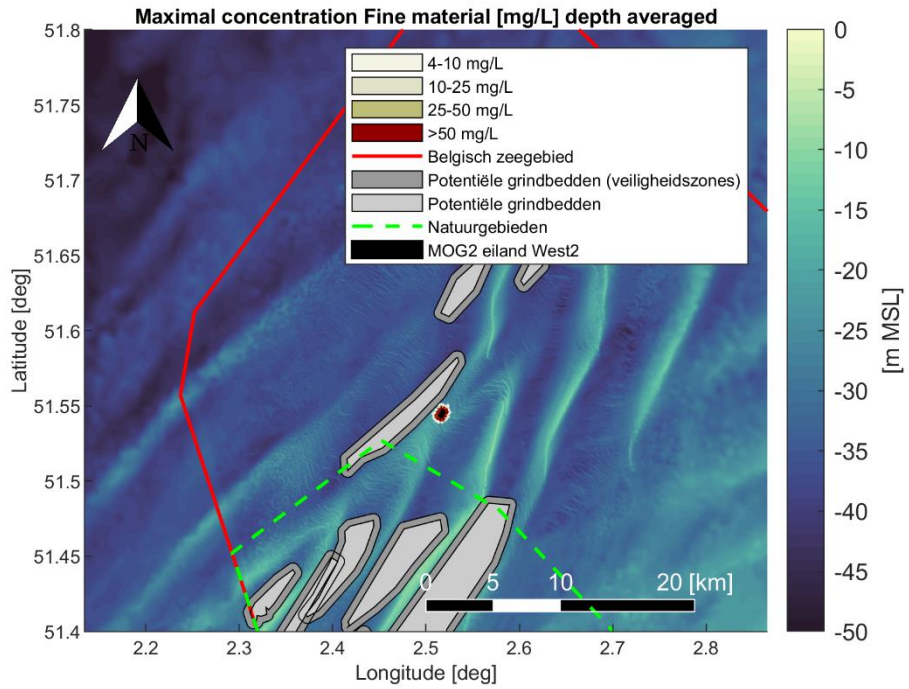 Maximal concentration Fine material [mg/L] depth averaged
51.8
51.75
51.7
51.65
51.6
51.55
51.5
51.45
51.4
Latitude [deg]
N
4-10 mg/L
10-25 mg/L
25-50 mg/L
>50 mg/L
Belgisch zeegebied
Potentiële grindbedden (veiligheidszones)
Potentiële grindbedden
Natuurgebieden
MOG2 eiland West2
0 5 10 20 [km]
2.2 2.3 2.4 2.5 2.6 2.7 2.8
Longitude [deg]
0
-5
-10
-15
-20
-25
-30
-35
-40
-45
-50
[m MSL]